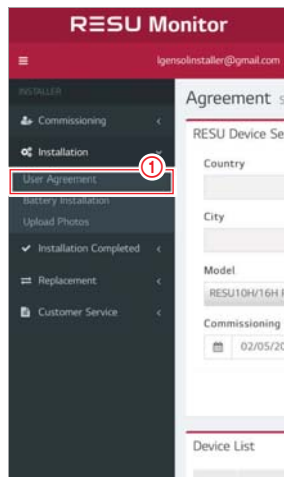 RESU Monitor
lgensolinstaller@gmail.com
INSTALLER
Commissioning
Installation
1
User Agreement
Battery Installation
Upload Photos
Installation Completed
Replacement
Customer Service
Agreement
RESU Device Se
Country
City
Model
RESU10H/16H
Commissioning
02/05/20
Device List